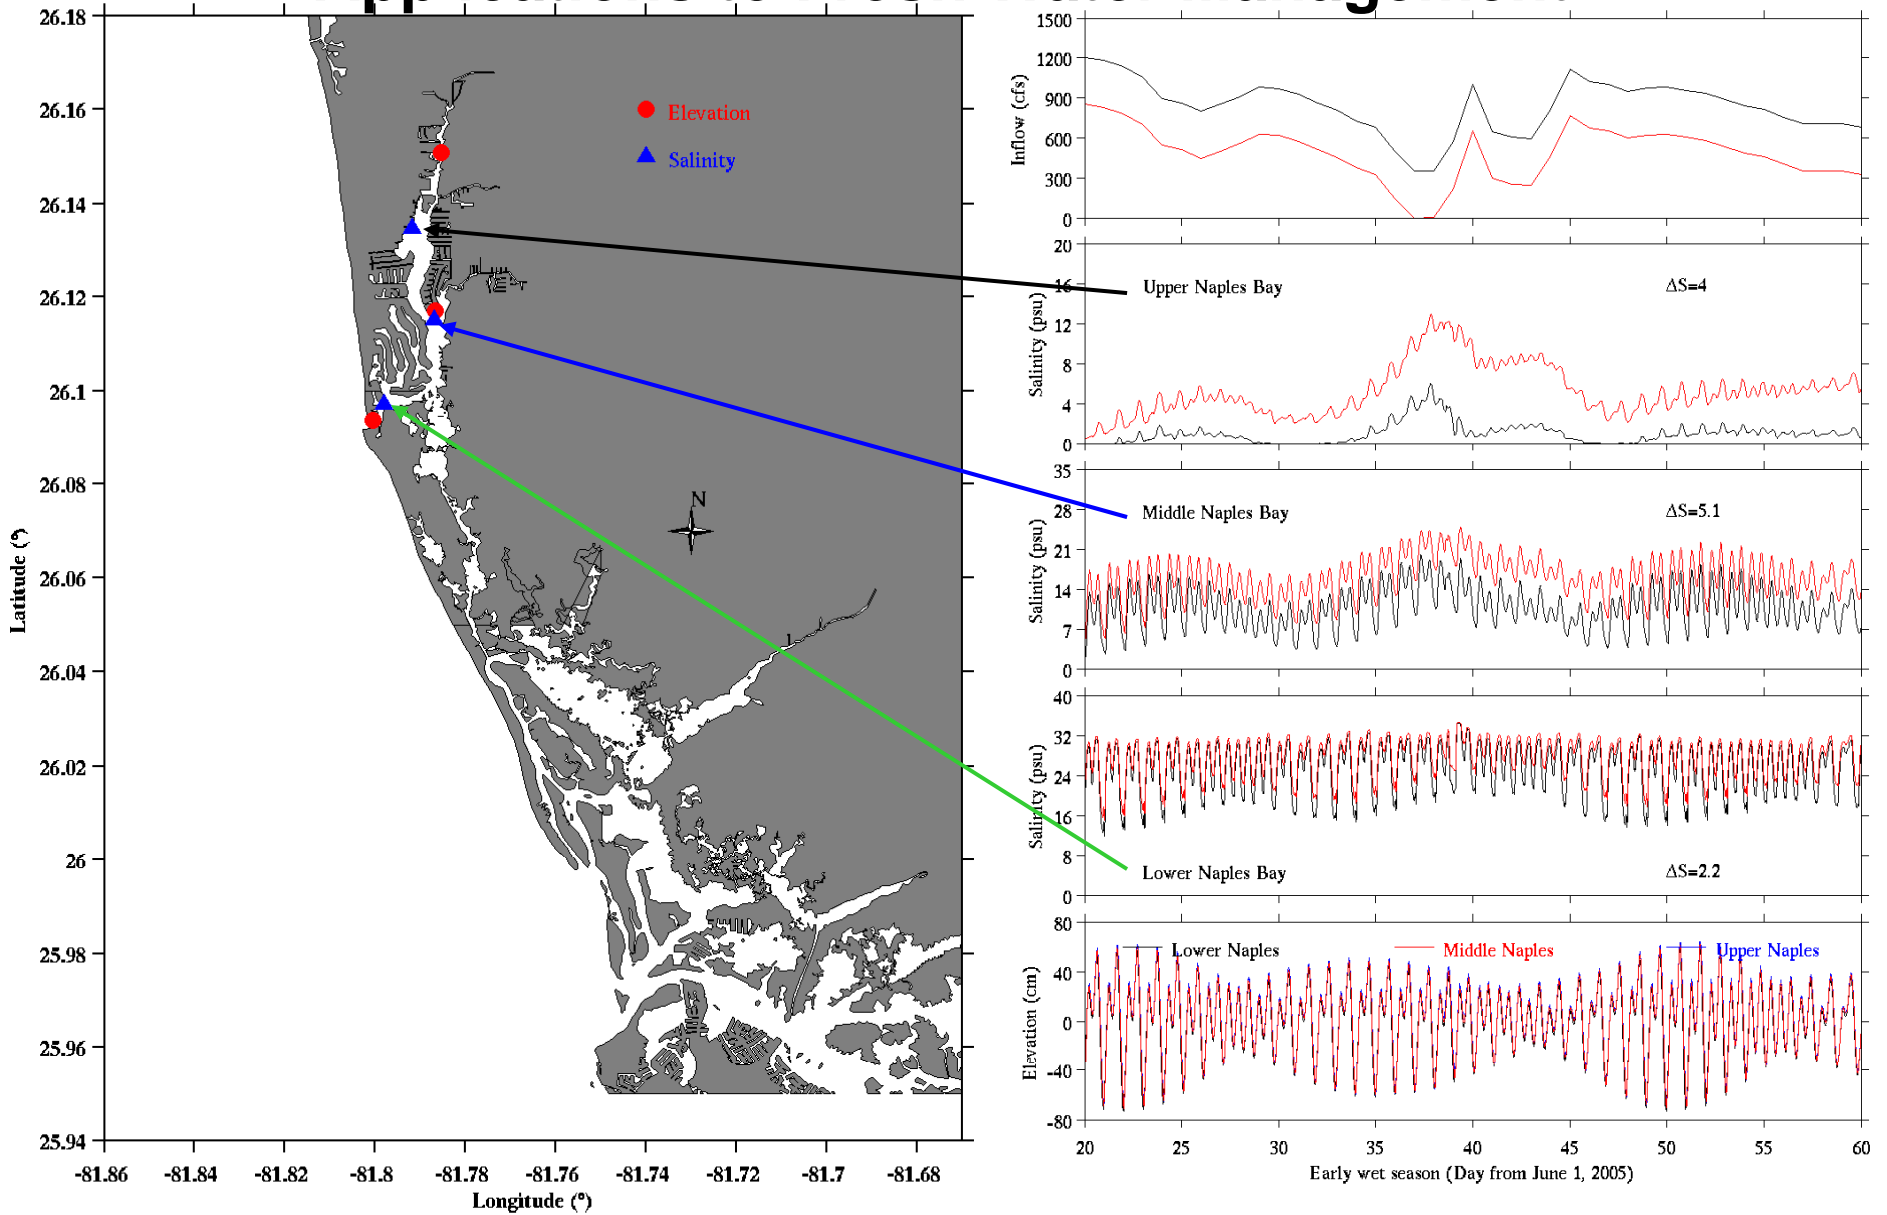 Applications to Fresh Water Management
26.18
26.16
26.14
26.12
26.1
26.08
26.06
26.04
26.02
26
25.98
25.96
25.94
Latitude (°)
-81.86
-81.84
-81.82
-81.8
-81.78
-81.76
-81.74
-81.72
-81.7
-81.68
Longitude (°)
Elevation
Salinity
N
1500
1200
900
600
300
0
Inflow (cfs)
20
16
12
8
4
0
Salinity (psu)
Upper Naples Bay
ΔS=4
35
28
21
14
7
0
Salinity (psu)
Middle Naples Bay
ΔS=5.1
40
32
24
16
8
0
Salinity (psu)
Lower Naples Bay
ΔS=2.2
80
40
0
-40
-80
Elevation (cm)
Lower Naples
Middle Naples
Upper Naples
20
25
30
35
40
45
50
55
60
Early wet season (Day from June 1, 2005)